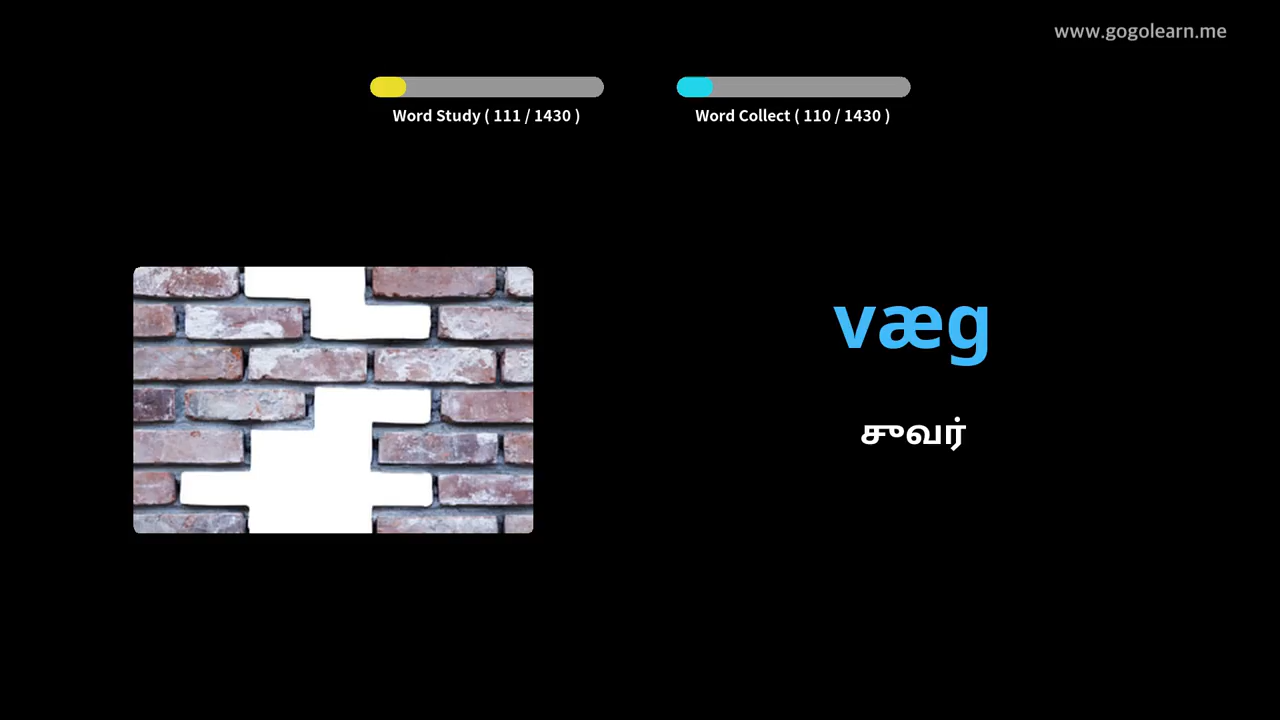 www.gogolearn.me
Word Study ( 111 / 1430 )
Word Collect ( 110 / 1430 )
væg
சுவர்